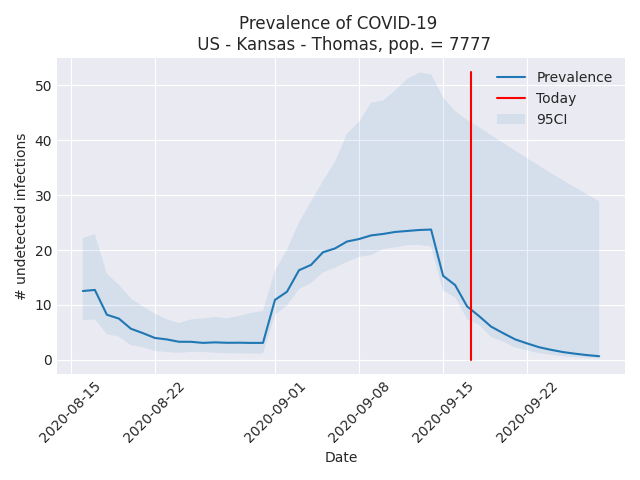 Prevalence of COVID-19
US - Kansas - Thomas, pop. = 7777
# undetected infections
50
40
30
20
10
0
Prevalence
Today
95CI
2020-08-15
2020-08-22
2020-09-01
2020-09-08
2020-09-15
2020-09-22
Date